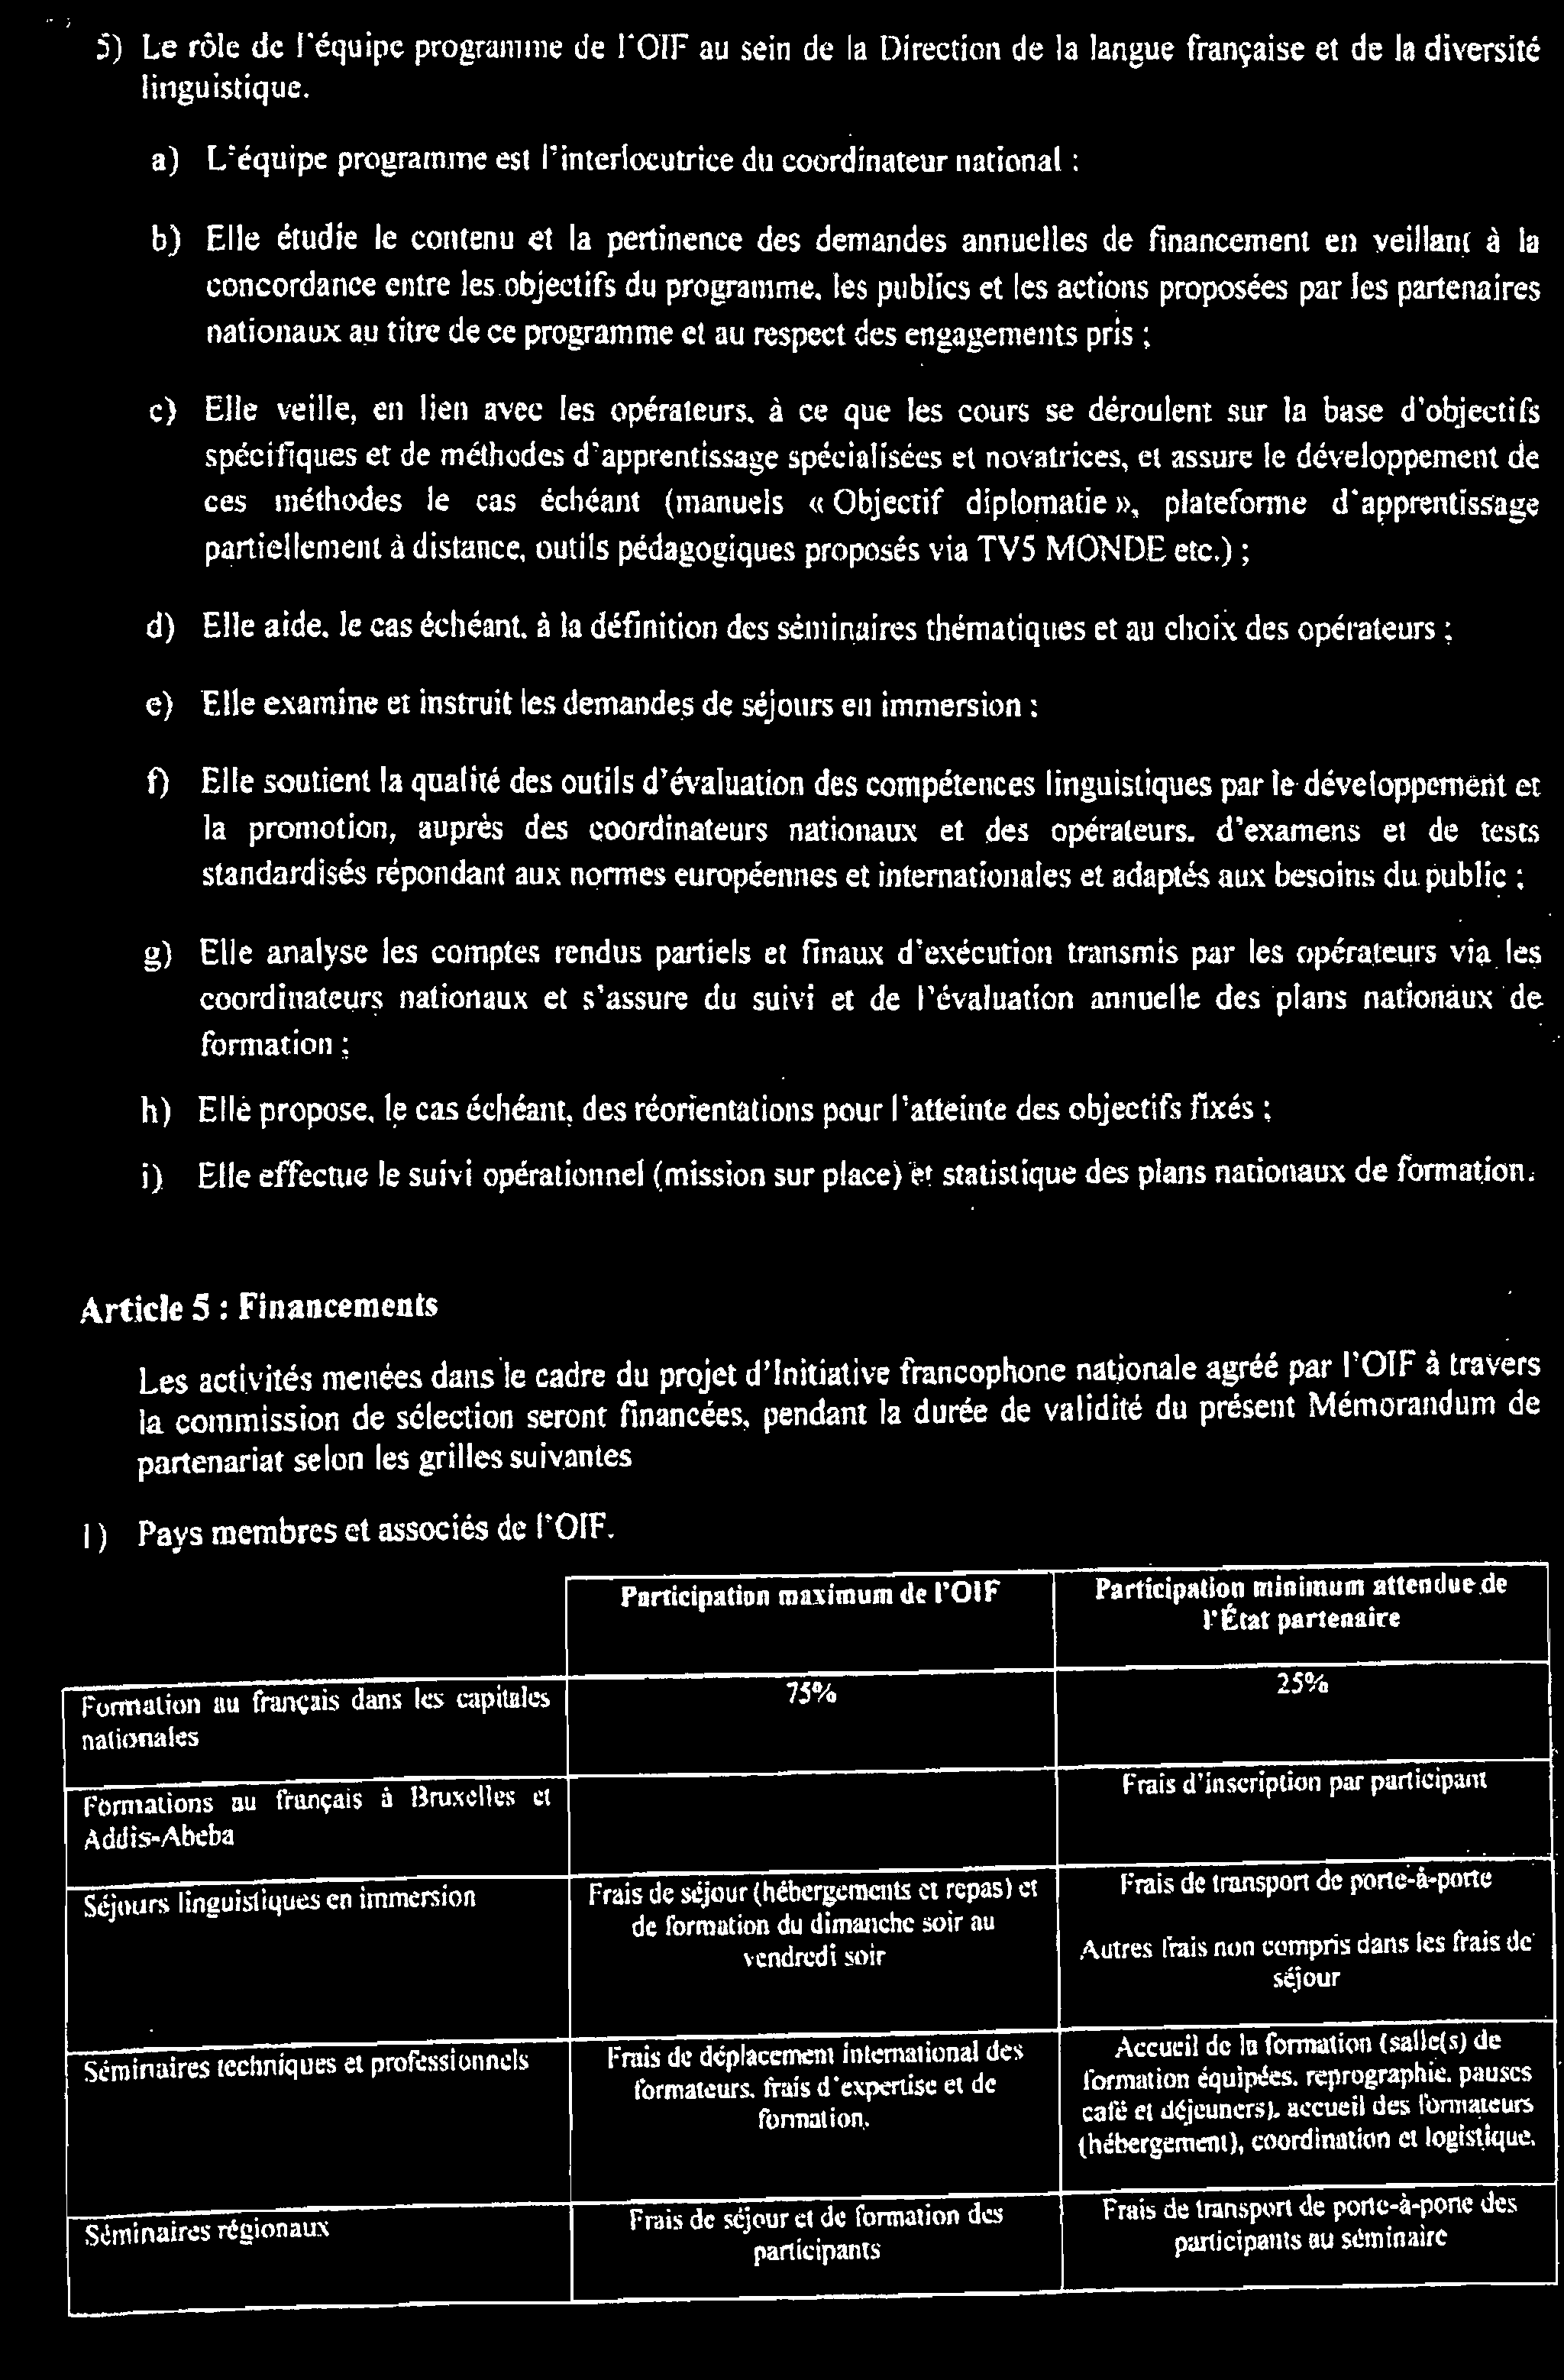 5) Le rôle de l'équipe programme de l'OIF au sein de la Direction de la langue française et de la diversité
linguistique.
a) L'équipe programme est l'interlocutrice du coordinateur national ;
b) Elle étudie le contenu et la pertinence des demandes annuelles de financement en veillant à la
concordance entre les objectifs du programme, les publics et les actions proposées par les partenaires
nationaux au titre de ce programme et au respect des engagements pris ;
c) Elle veille, en lien avec les opérateurs, à ce que les cours se déroulent sur la base d'objectifs
spécifiques et de méthodes d'apprentissage spécialisées et novatrices, et assure le développement de
ces méthodes le cas échéant (manuels « Objectif diplomatie », plateforme d'apprentissage
partiellement à distance, outils pédagogiques proposés via TV5 MONDE etc.) ;
d) Elle aide, le cas échéant, à la définition des séminaires thématiques et au choix des opérateurs ;
e) Elle examine et instruit les demandes de séjours en immersion ;
f) Elle soutient la qualité des outils d'évaluation des compétences linguistiques par le développement et
la promotion, auprès des coordinateurs nationaux et des opérateurs, d'examens et de tests
standardisés répondant aux normes européennes et internationales et adaptés aux besoins du public ;
g) Elle analyse les comptes rendus partiels et finaux d'exécution transmis par les opérateurs via les
coordinateurs nationaux et s'assure du suivi et de l'évaluation annuelle des plans nationaux de
formation ;
h) Elle propose, le cas échéant, des réorientations pour l'atteinte des objectifs fixés ;
i) Elle effectue le suivi opérationnel (mission sur place) et statistique des plans nationaux de formation.
Article 5 : Financements
Les activités menées dans le cadre du projet d'Initiative francophone nationale agréé par l'OIF à travers
la commission de sélection seront financées, pendant la durée de validité du présent Mémorandum de
partenariat selon les grilles suivantes
1) Pays membres et associés de l'OIF.
Participation maximum de l'OIF
Participation minimum attendue de
l'État partenaire
Formation au français dans les capitales
nationales
75%
25%
Formations au français à Bruxelles et
Addis-Abeba
Frais d'inscription par participant
Séjours linguistiques en immersion
Frais de séjour (hébergements et repas) et
de formation du dimanche soir au
vendredi soir
Frais de transport de porte-à-porte
Autres frais non compris dans les frais de
séjour
Séminaires techniques et professionnels
Frais de déplacement international des
formateurs, frais d'expertise et de
formation.
Accueil de la formation (salle(s) de
formation équipées, reprographie, pauses
café et déjeuners), accueil des formateurs
(hébergement), coordination et logistique.
Séminaires régionaux
Frais de séjour et de formation des
participants
Frais de transport de porte-à-porte des
participants au séminaire